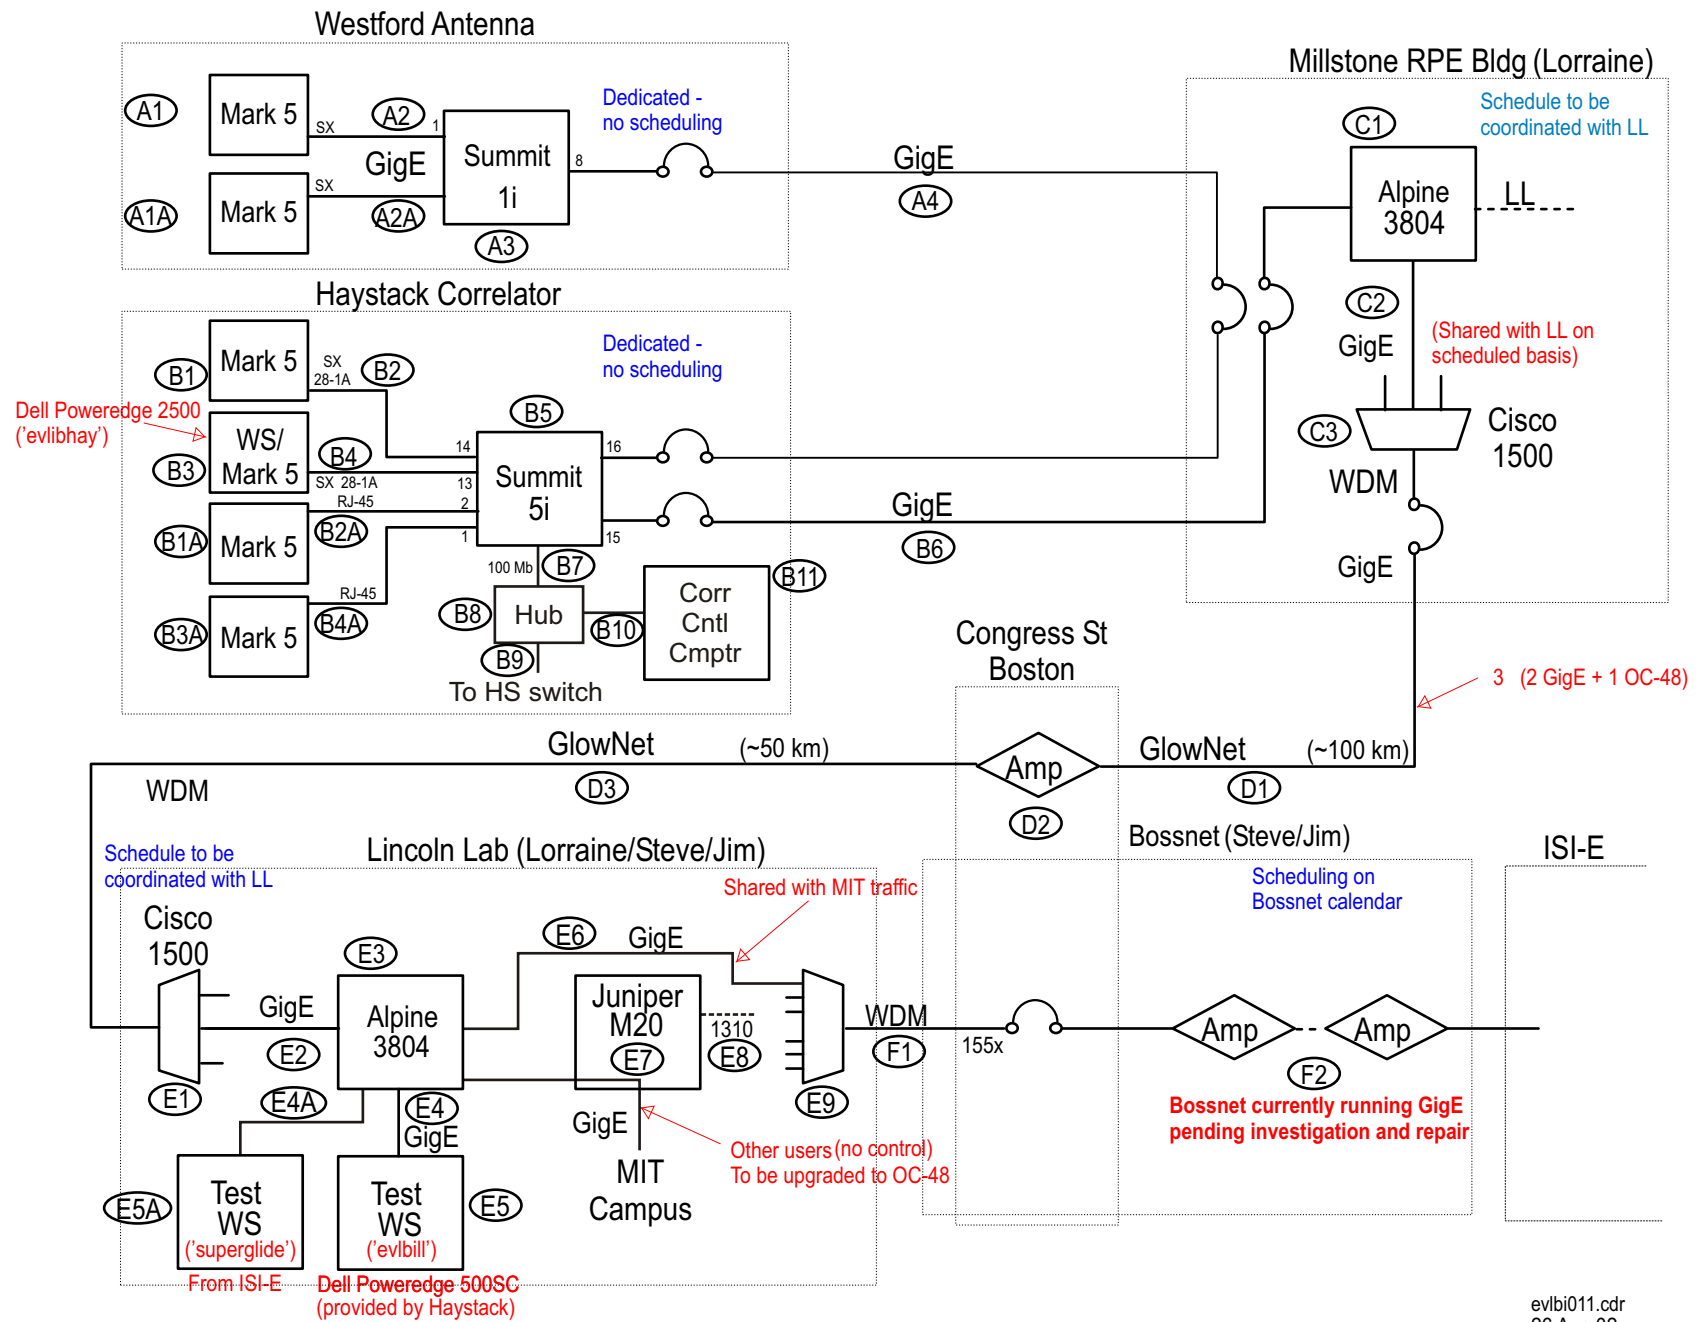 Westford Antenna
A1
Mark 5
SX
A2
1
GigE
Summit
1i
8
Dedicated -
no scheduling
A1A
Mark 5
SX
A2A
A3
GigE
A4
Millstone RPE Bldg (Lorraine)
Schedule to be
coordinated with LL
C1
Alpine
3804
LL
C2
GigE
(Shared with LL on
scheduled basis)
C3
Cisco
1500
WDM
GigE
Haystack Correlator
Dedicated -
no scheduling
B1
Mark 5
SX
28-1A
B2
Dell Poweredge 2500
('evlibhay')
B3
WS/
Mark 5
B4
SX 28-1A
RJ-45
B2A
B1A
Mark 5
RJ-45
B4A
B3A
Mark 5
B5
14
13
2
1
Summit
5i
16
15
GigE
B6
100 Mb
B7
B8
Hub
B9
B10
B11
Corr
Cntl
Cmptr
To HS switch
Congress St
Boston
3 (2 GigE + 1 OC-48)
GlowNet
(~50 km)
D3
Amp
D2
GlowNet
(~100 km)
D1
WDM
Schedule to be
coordinated with LL
Lincoln Lab (Lorraine/Steve/Jim)
Shared with MIT traffic
Cisco
1500
E1
GigE
E2
E3
Alpine
3804
E6
GigE
Juniper
M20
E7
1310
E8
E9
E4A
E4
GigE
GigE
MIT
Campus
Other users (no control)
To be upgraded to OC-48
E5A
Test
WS
('superglide')
From ISI-E
Test
WS
('evlbill')
E5
Dell Poweredge 500SC
(provided by Haystack)
Bossnet (Steve/Jim)
Scheduling on
Bossnet calendar
WDM
F1
155x
Amp
Amp
F2
Bossnet currently running GigE
pending investigation and repair
ISI-E
evlbi011.cdr